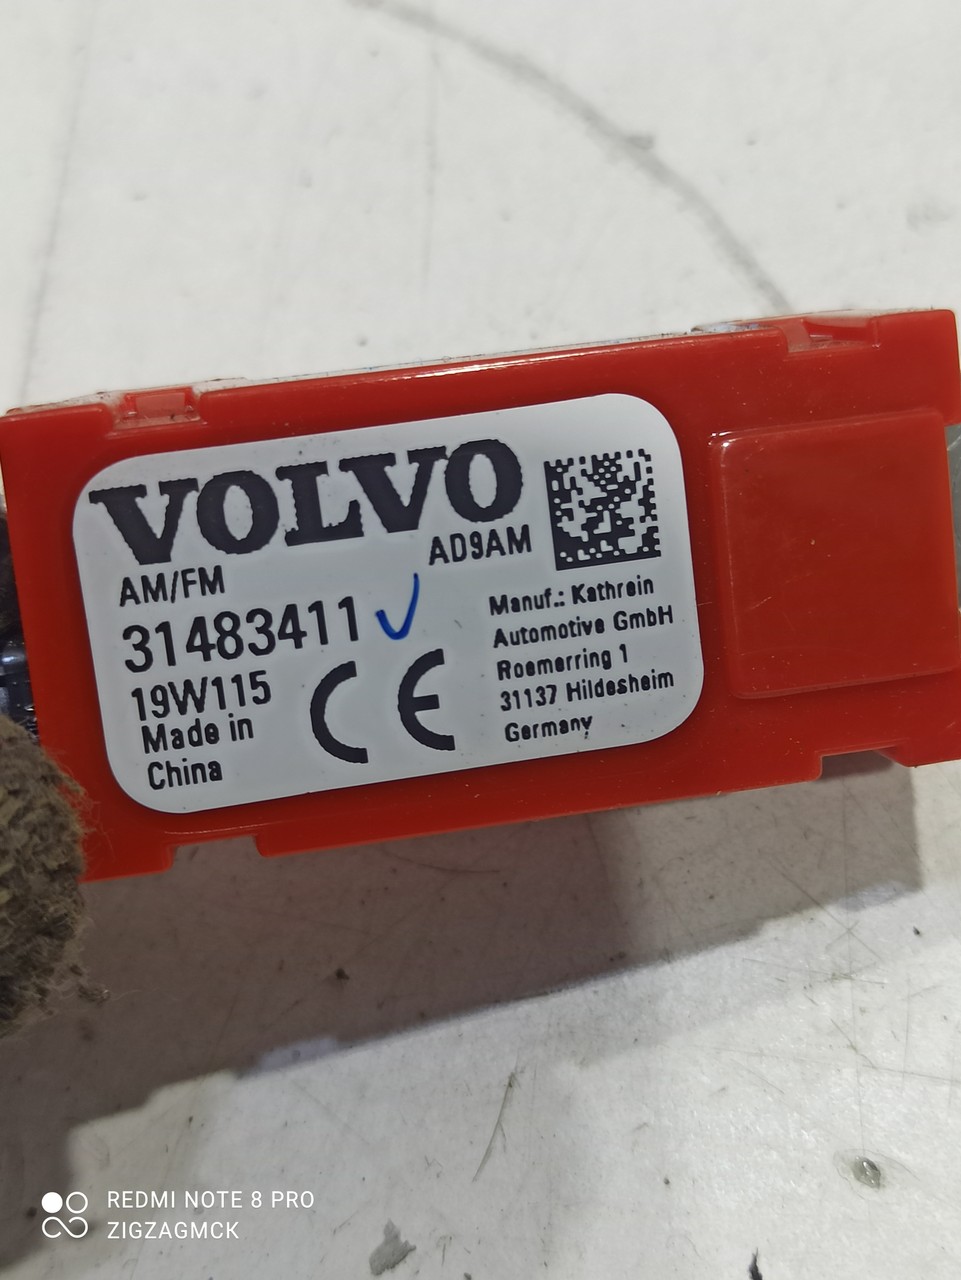 VOLVO
AD9AM
AM/FM
31483411
19W115
Made in
China
CE
Manuf.: Kathrein
Automotive GmbH
Roemerring 1
31137 Hildesheim
Germany
REDMI NOTE 8 PRO
ZIGZAGMCK